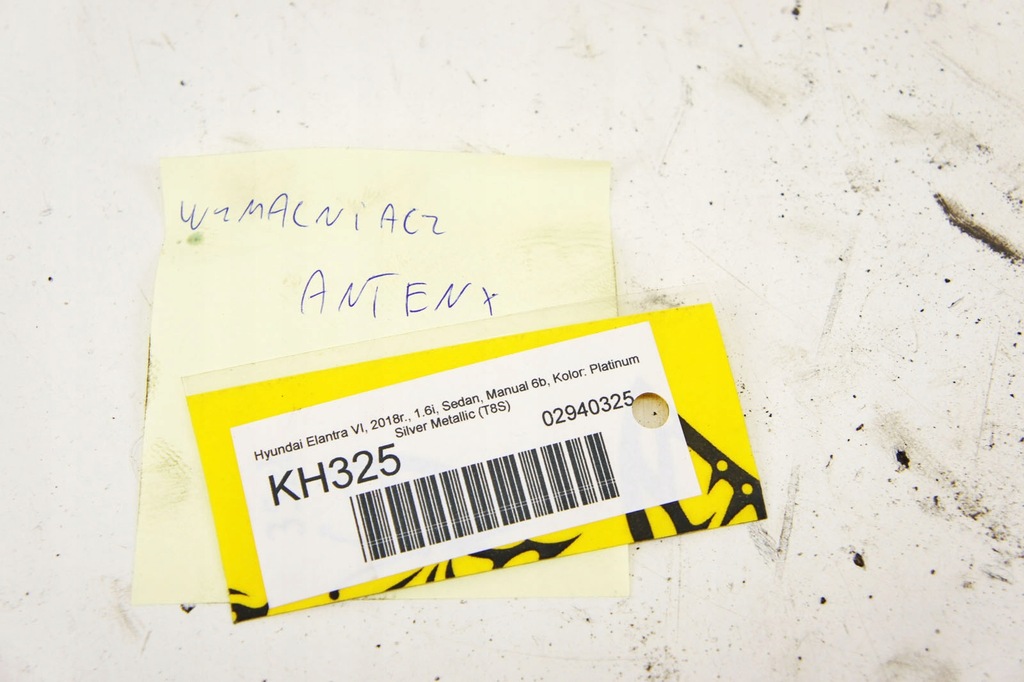 WZMACNIACZ
ANTENY
Hyundai Elantra VI, 2018r., 1.6i, Sedan, Manual 6b, Kolor: Platinum
Silver Metallic (T8S)
KH325
02940325